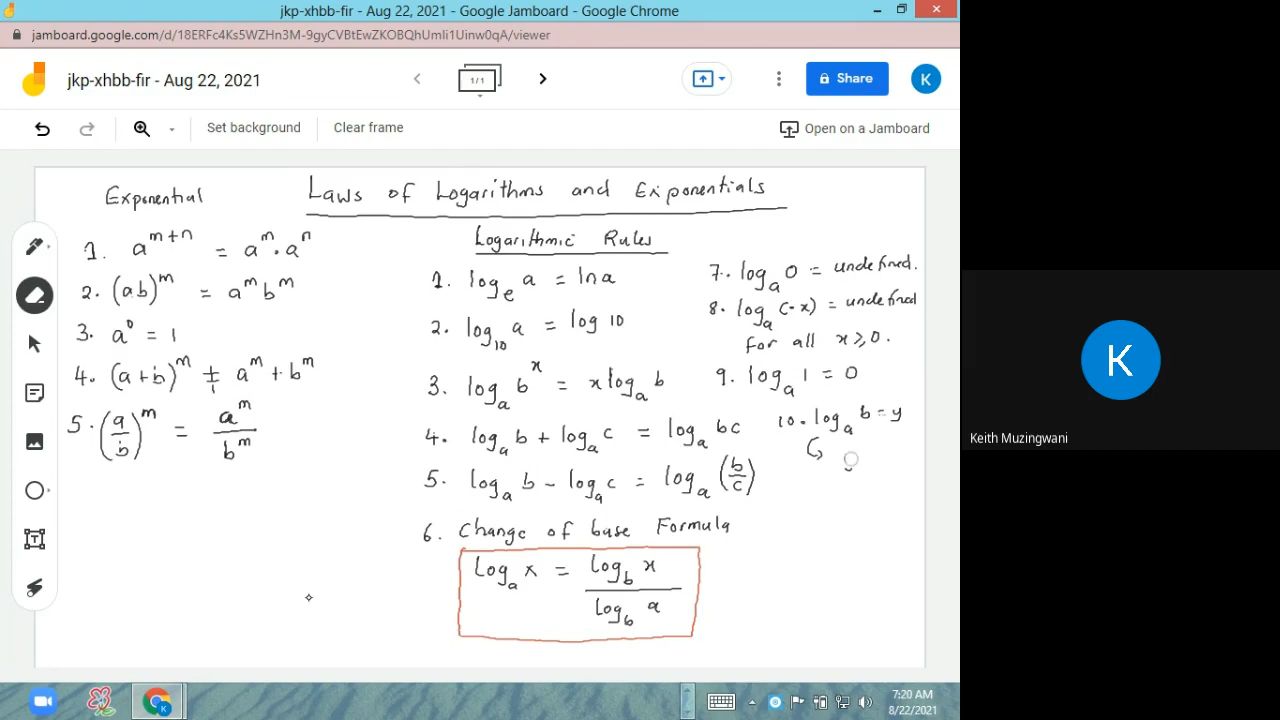 jkp-xhbb-fir - Aug 22, 2021 - Google Jamboard - Google Chrome
jamboard.google.com/d/18ERFc4Ks5WZHn3M-9gyCVBtEwZKOBQhUmli1Uinw0qA/viewer
jkp-xhbb-fir - Aug 22, 2021
1/1
Share
K
Set background
Clear frame
Open on a Jamboard
Laws of Logarithms and Exponentials
Exponential
1. a^{m+n} = a^m · a^n
2. (ab)^m = a^m b^m
3. a^0 = 1
4. (a+b)^m ≠ a^m + b^m
5. (a/b)^m = a^m / b^m
Logarithmic Rules
1. log_e a = ln a
2. log_10 a = log 10
3. log_a b^x = x log_a b
4. log_a b + log_a c = log_a bc
5. log_a b - log_a c = log_a (b/c)
6. Change of base Formula
log_a x = log_b x / log_b a
7. log_a 0 = undefined.
8. log_a (-x) = undefined
for all x ≥ 0.
9. log_a 1 = 0
10. log_a b = y
K
Keith Muzingwani
7:20 AM
8/22/2021